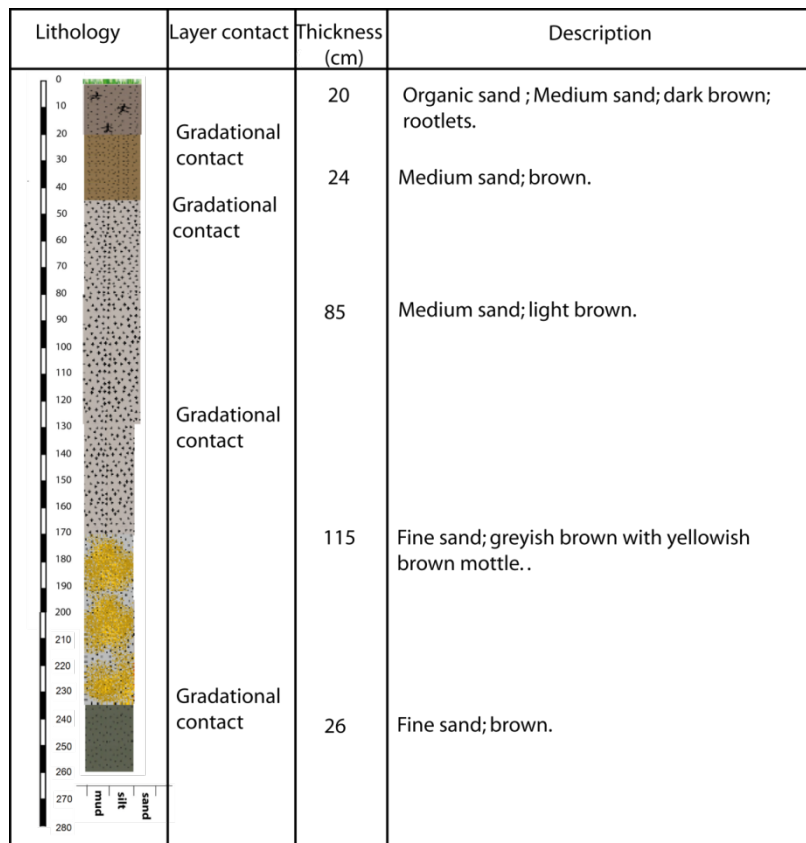 Lithology
Layer contact
Thickness
(cm)
Description
0
10
20
30
40
50
60
70
80
90
100
110
120
130
140
150
160
170
180
190
200
210
220
230
240
250
260
270
280
mud
silt
sand
Gradational
contact
Gradational
contact
Gradational
contact
Gradational
contact
20
24
85
115
26
Organic sand ; Medium sand; dark brown;
rootlets.
Medium sand; brown.
Medium sand; light brown.
Fine sand; greyish brown with yellowish
brown mottle..
Fine sand; brown.